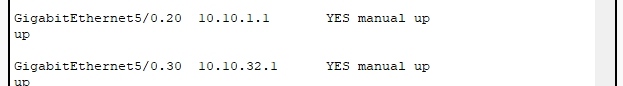 GigabitEthernet5/0.20  10.10.1.1       YES manual up
up
GigabitEthernet5/0.30  10.10.32.1      YES manual up
up